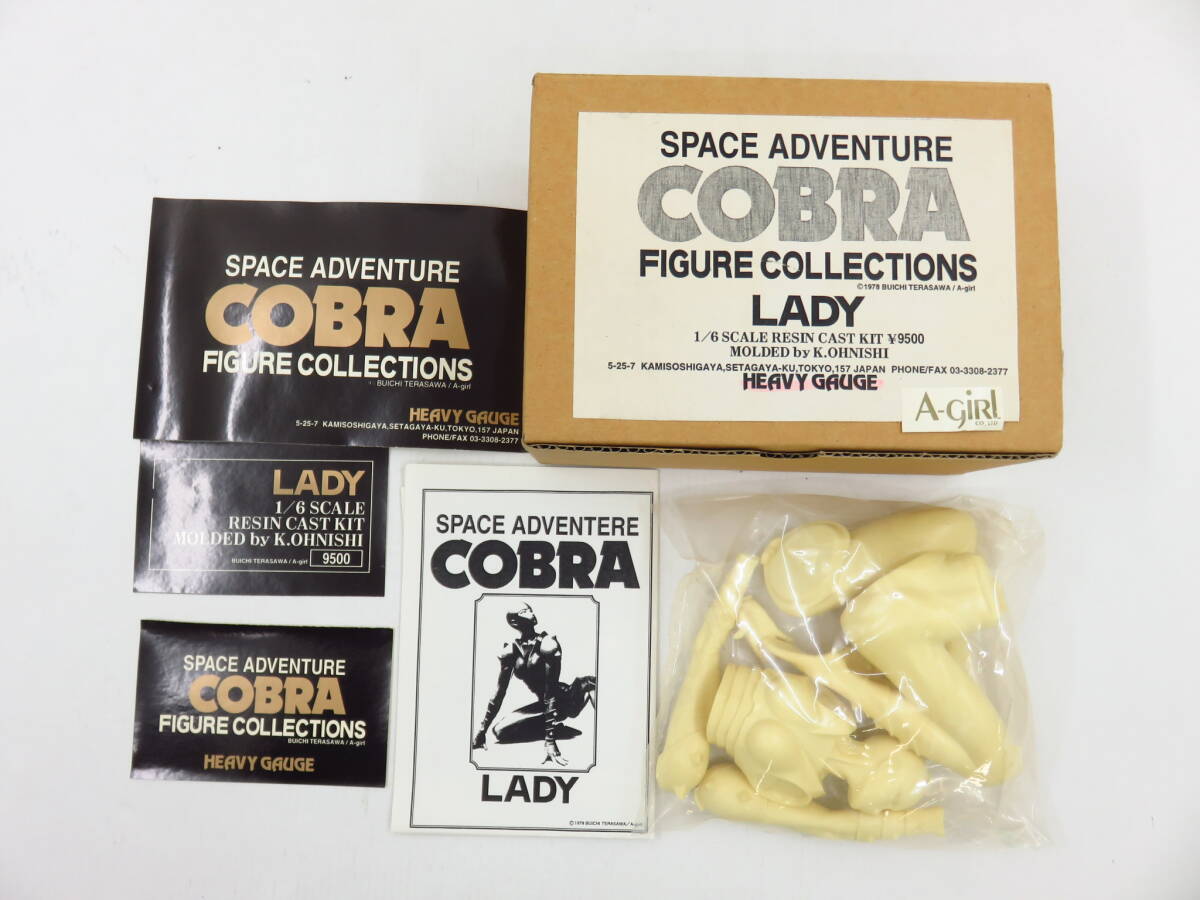 SPACE ADVENTURE
COBRA
FIGURE COLLECTIONS
©1978 BUICHI TERASAWA / A-girl
LADY
1/6 SCALE RESIN CAST KIT ¥9500
MOLDED by K.OHNISHI
5-25-7 KAMISOSHIGAYA,SETAGAYA-KU,TOKYO,157 JAPAN PHONE/FAX 03-3308-2377
HEAVY GAUGE
A-girl
CO.,LTD
SPACE ADVENTURE
COBRA
FIGURE COLLECTIONS
BUICHI TERASAWA / A-girl
HEAVY GAUGE
5-25-7 KAMISOSHIGAYA,SETAGAYA-KU,TOKYO,157 JAPAN
PHONE/FAX 03-3308-2377
LADY
1/6 SCALE
RESIN CAST KIT
MOLDED by K.OHNISHI
BUICHI TERASAWA / A-girl 9500
SPACE ADVENTURE
COBRA
FIGURE COLLECTIONS
BUICHI TERASAWA / A-girl
HEAVY GAUGE
SPACE ADVENTERE
COBRA
LADY
©1978 BUICHI TERASAWA / A-girl